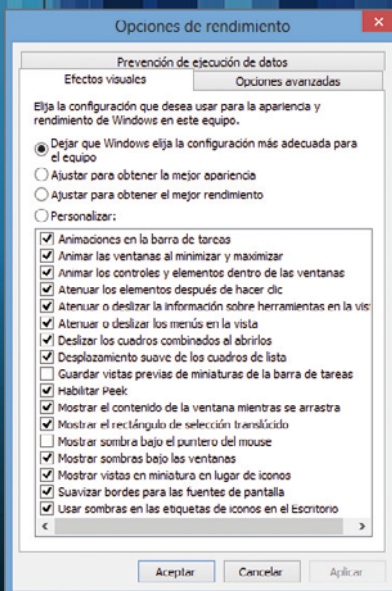 Opciones de rendimiento
Prevención de ejecución de datos
Efectos visuales
Opciones avanzadas
Elija la configuración que desea usar para la apariencia y
rendimiento de Windows en este equipo.
Dejar que Windows elija la configuración más adecuada para
el equipo
Ajustar para obtener la mejor apariencia
Ajustar para obtener el mejor rendimiento
Personalizar:
Animaciones en la barra de tareas
Animar las ventanas al minimizar y maximizar
Animar los controles y elementos dentro de las ventanas
Atenuar los elementos después de hacer clic
Atenuar o deslizar la información sobre herramientas en la vis
Atenuar o deslizar los menús en la vista
Deslizar los cuadros combinados al abrirlos
Desplazamiento suave de los cuadros de lista
Guardar vistas previas de miniaturas de la barra de tareas
Habilitar Peek
Mostrar el contenido de la ventana mientras se arrastra
Mostrar el rectángulo de selección translúcido
Mostrar sombra bajo el puntero del mouse
Mostrar sombras bajo las ventanas
Mostrar vistas en miniatura en lugar de iconos
Suavizar bordes para las fuentes de pantalla
Usar sombras en las etiquetas de iconos en el Escritorio
Aceptar
Cancelar
Aplicar